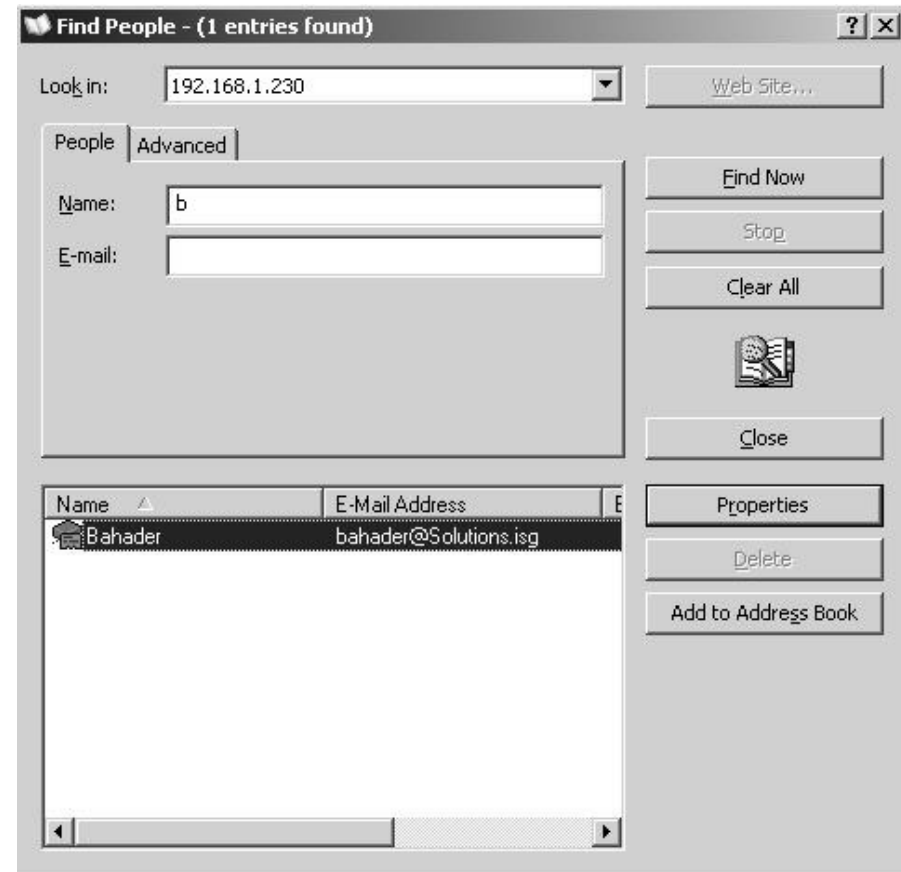 Find People - (1 entries found)
Look in: 192.168.1.230
Web Site...
People Advanced
Name: b
E-mail:
Find Now
Stop
Clear All
Close
Name E-Mail Address
Bahader bahader@Solutions.isg
Properties
Delete
Add to Address Book